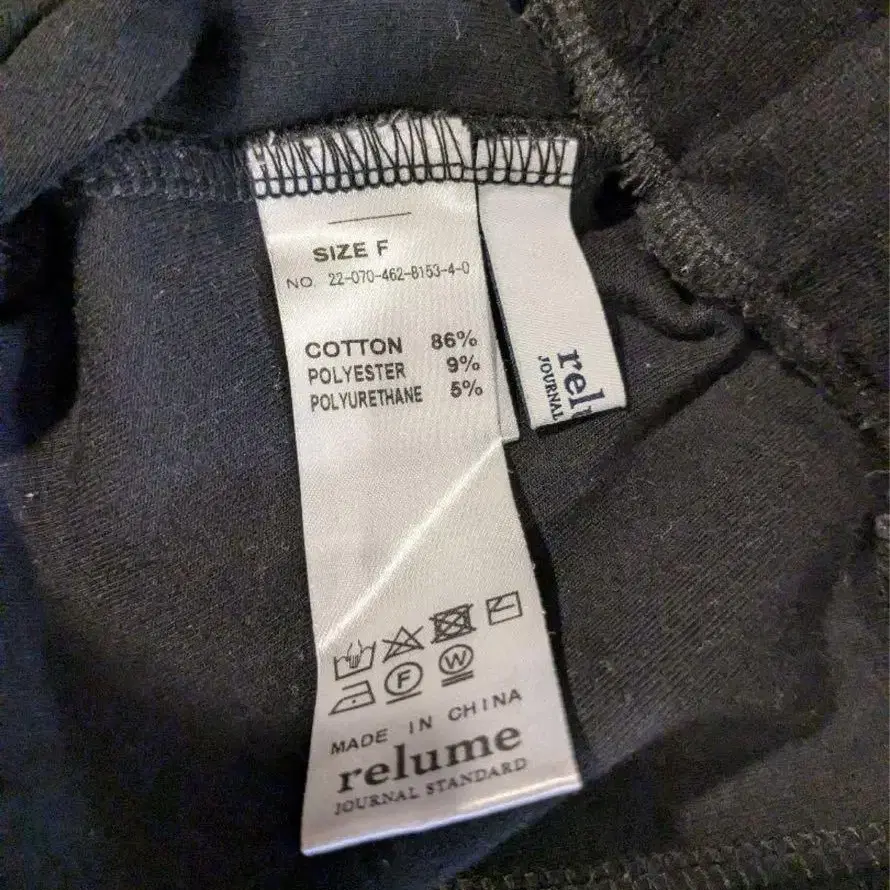 SIZE F
NO. 22-070-462-8153-4-0
COTTON 86%
POLYESTER 9%
POLYURETHANE 5%
F
W
MADE IN CHINA
relume
JOURNAL STANDARD
JOURNAL